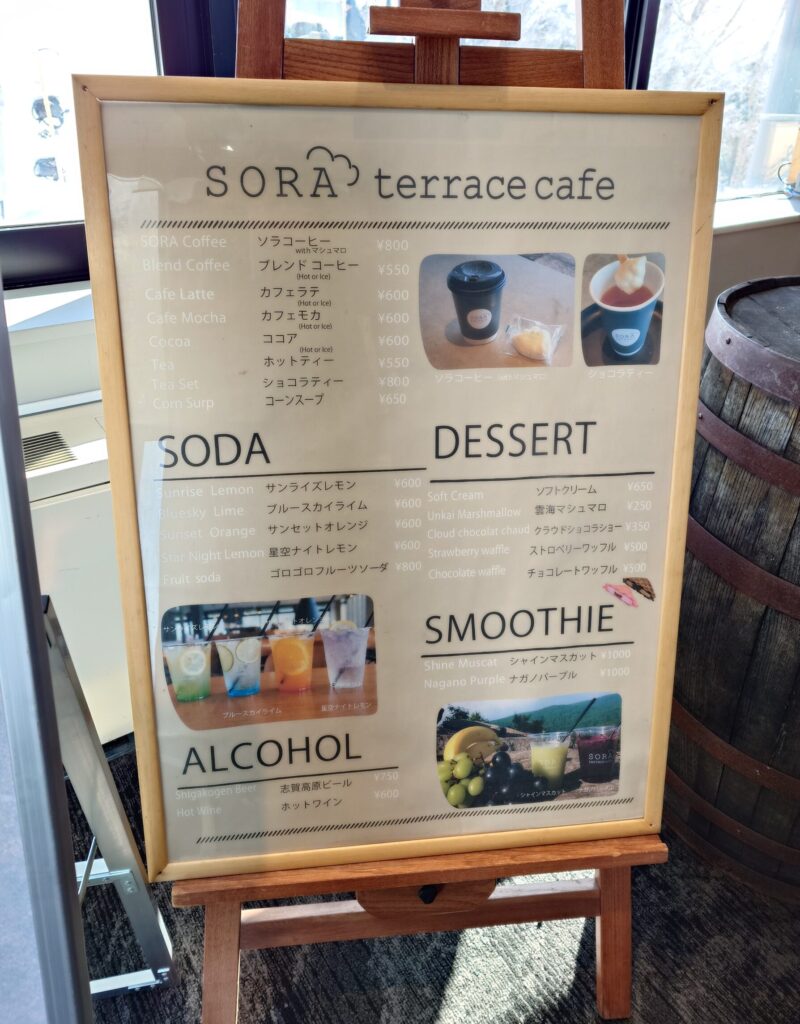 SORA terrace cafe
SORA Coffee ソラコーヒー with マシュマロ ¥800
Blend Coffee ブレンド コーヒー (Hot or Ice) ¥550
Cafe Latte カフェラテ (Hot or Ice) ¥600
Cafe Mocha カフェモカ (Hot or Ice) ¥600
Cocoa ココア (Hot or Ice) ¥600
Tea ホットティー ¥550
Tea Set ショコラティー ¥800
Corn Surp コーンスープ ¥650
ソラコーヒー with マシュマロ
ショコラティー
SODA
Sunrise Lemon サンライズレモン ¥600
Bluesky Lime ブルースカイライム ¥600
Sunset Orange サンセットオレンジ ¥600
Star Night Lemon 星空ナイトレモン ¥600
Fruit soda ゴロゴロフルーツソーダ ¥800
ブルースカイライム
星空ナイトレモン
ALCOHOL
Shigakogen Beer 志賀高原ビール ¥750
Hot Wine ホットワイン ¥600
DESSERT
Soft Cream ソフトクリーム ¥650
Unkai Marshmallow 雲海マシュマロ ¥250
Cloud chocolat chaud クラウドショコラショー ¥350
Strawberry waffle ストロベリーワッフル ¥500
Chocolate waffle チョコレートワッフル ¥500
SMOOTHIE
Shine Muscat シャインマスカット ¥1000
Nagano Purple ナガノパープル ¥1000
SORA
シャインマスカット